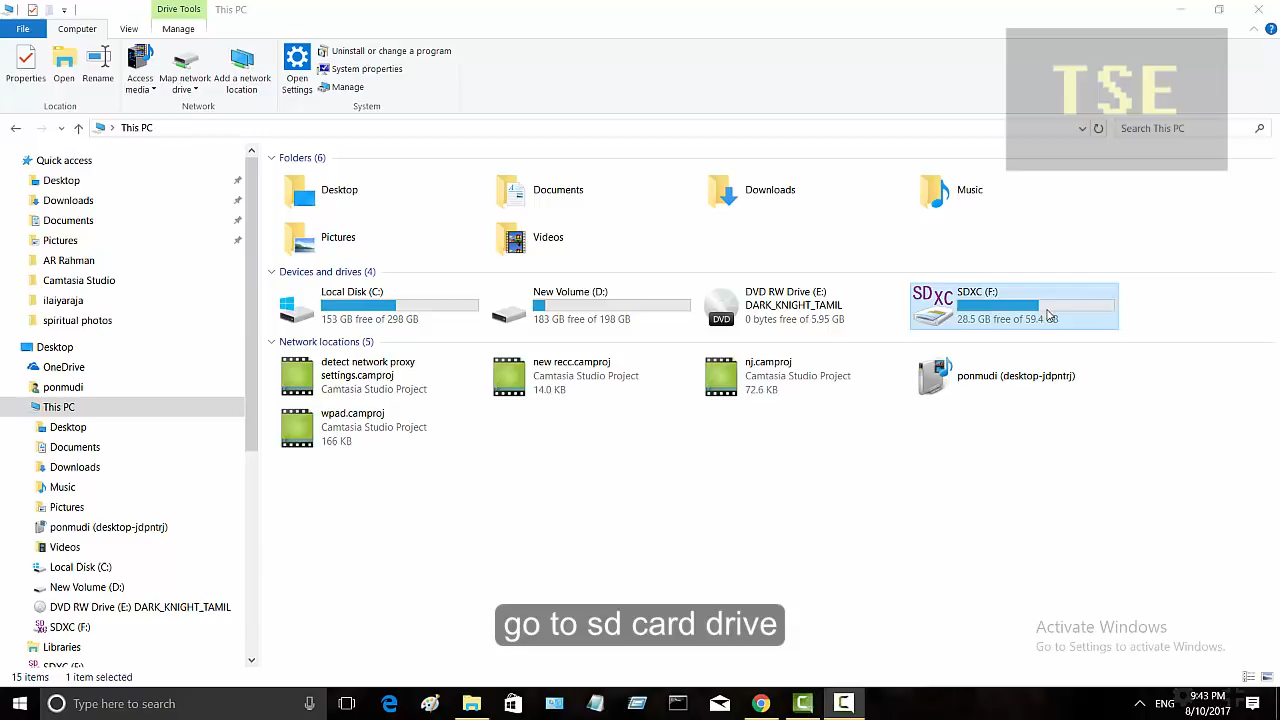 Drive Tools
This PC
File
Computer
View
Manage
Properties
Open
Rename
Access media
Map network drive
Add a network location
Open Settings
Uninstall or change a program
System properties
Manage
Location
Network
System
TSE
This PC
Search This PC
Quick access
Desktop
Downloads
Documents
Pictures
AR Rahman
Camtasia Studio
ilaiyaraja
spiritual photos
Desktop
OneDrive
ponmudi
This PC
Desktop
Documents
Downloads
Music
Pictures
ponmudi (desktop-jdpntrj)
Videos
Local Disk (C:)
New Volume (D:)
DVD RW Drive (E:) DARK_KNIGHT_TAMIL
SDXC (F:)
Libraries
SDXC (F:)
Folders (6)
Desktop
Documents
Downloads
Music
Pictures
Videos
Devices and drives (4)
Local Disk (C:)
153 GB free of 298 GB
New Volume (D:)
183 GB free of 198 GB
DVD RW Drive (E:)
DARK_KNIGHT_TAMIL
0 bytes free of 5.95 GB
DVD
SDXC
SDXC (F:)
28.5 GB free of 59.4 GB
Network locations (5)
detect network proxy
settings.camproj
Camtasia Studio Project
new recc.camproj
Camtasia Studio Project
14.0 KB
nj.camproj
Camtasia Studio Project
72.6 KB
ponmudi (desktop-jdpntrj)
wpad.camproj
Camtasia Studio Project
166 KB
go to sd card drive
Activate Windows
Go to Settings to activate Windows.
15 items
1 item selected
Type here to search
ENG
9:43 PM
8/10/2017